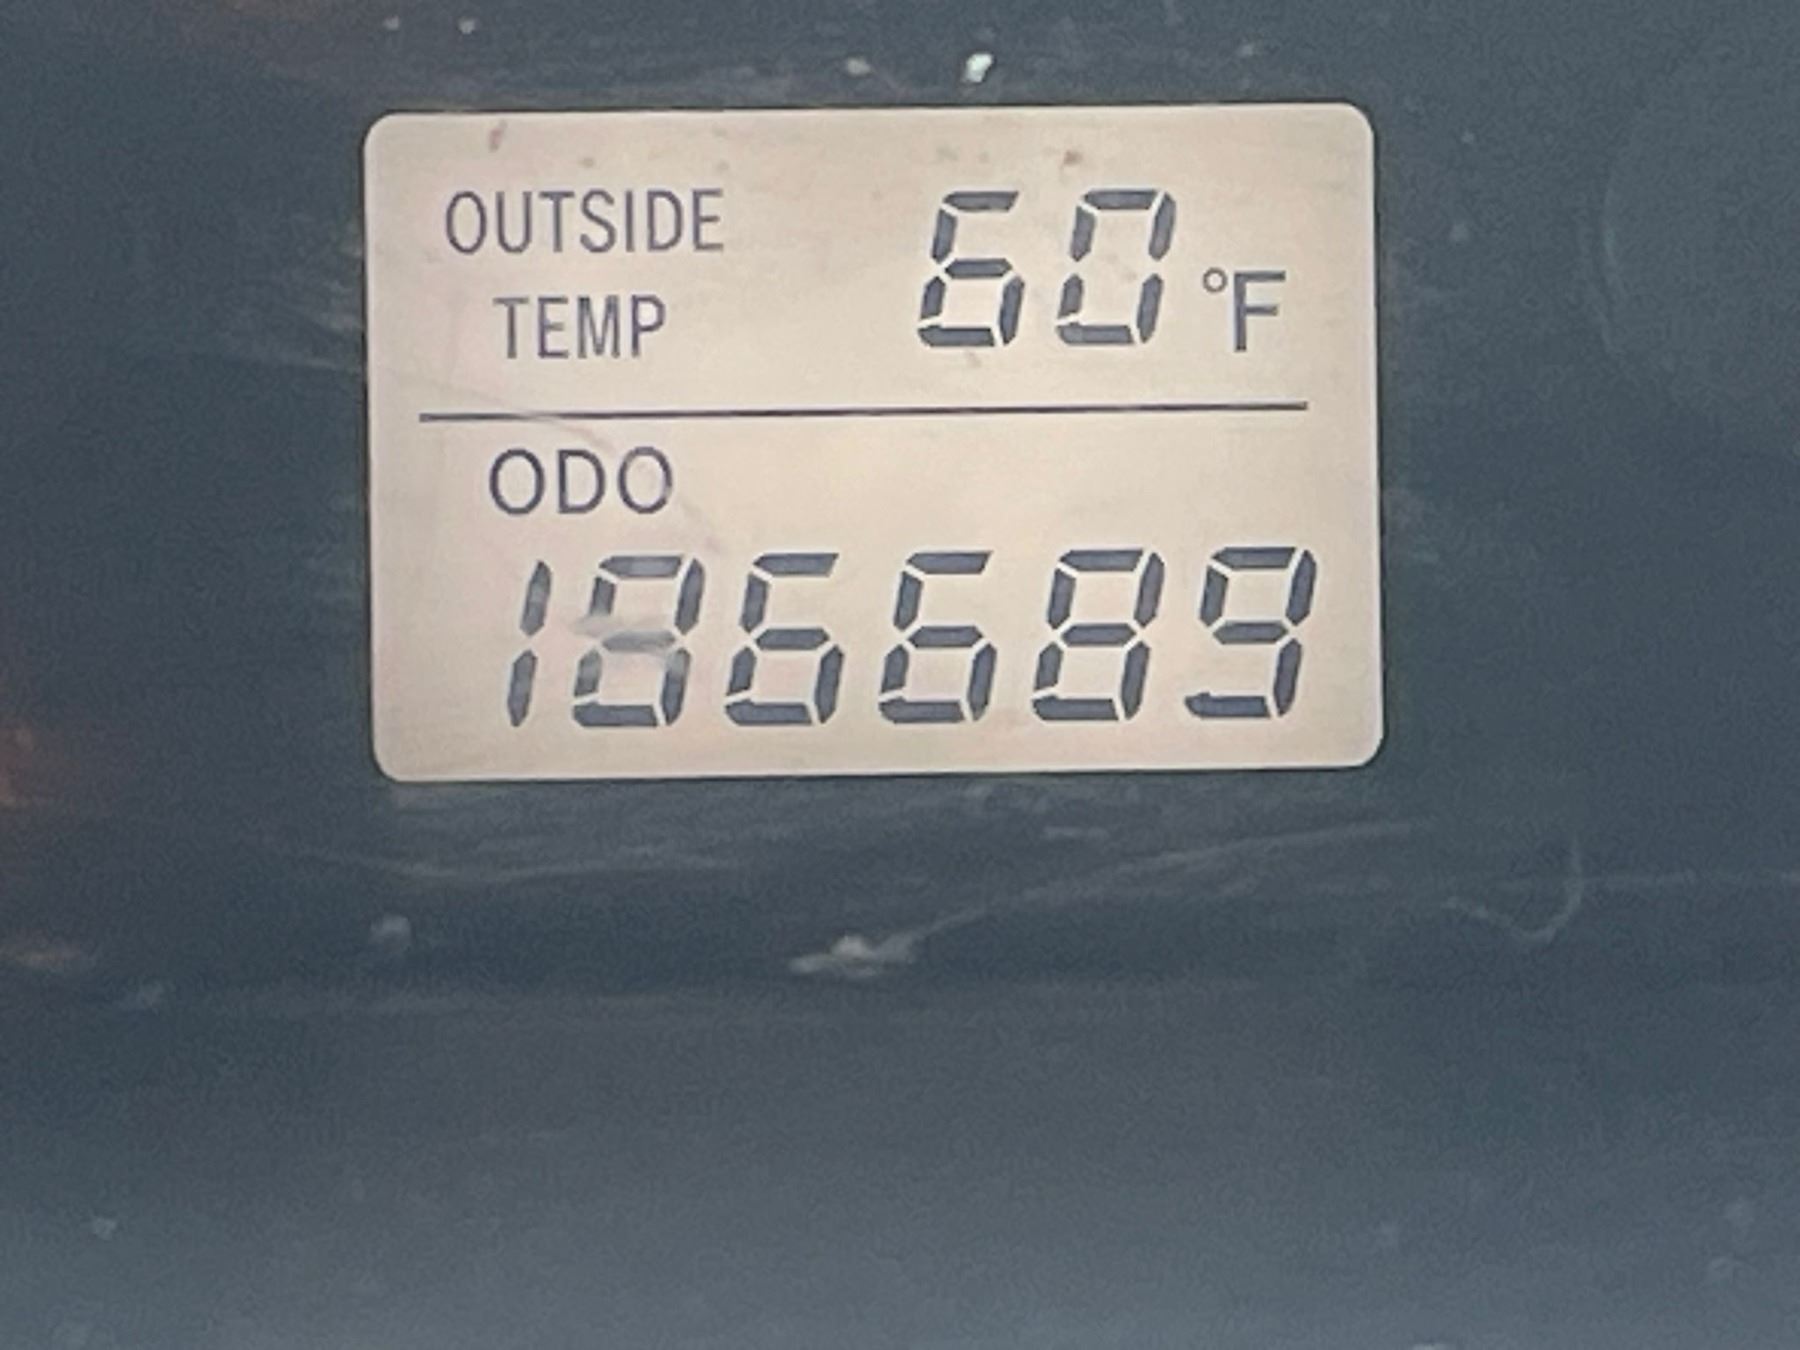 OUTSIDE 60°F
TEMP
ODO
186689